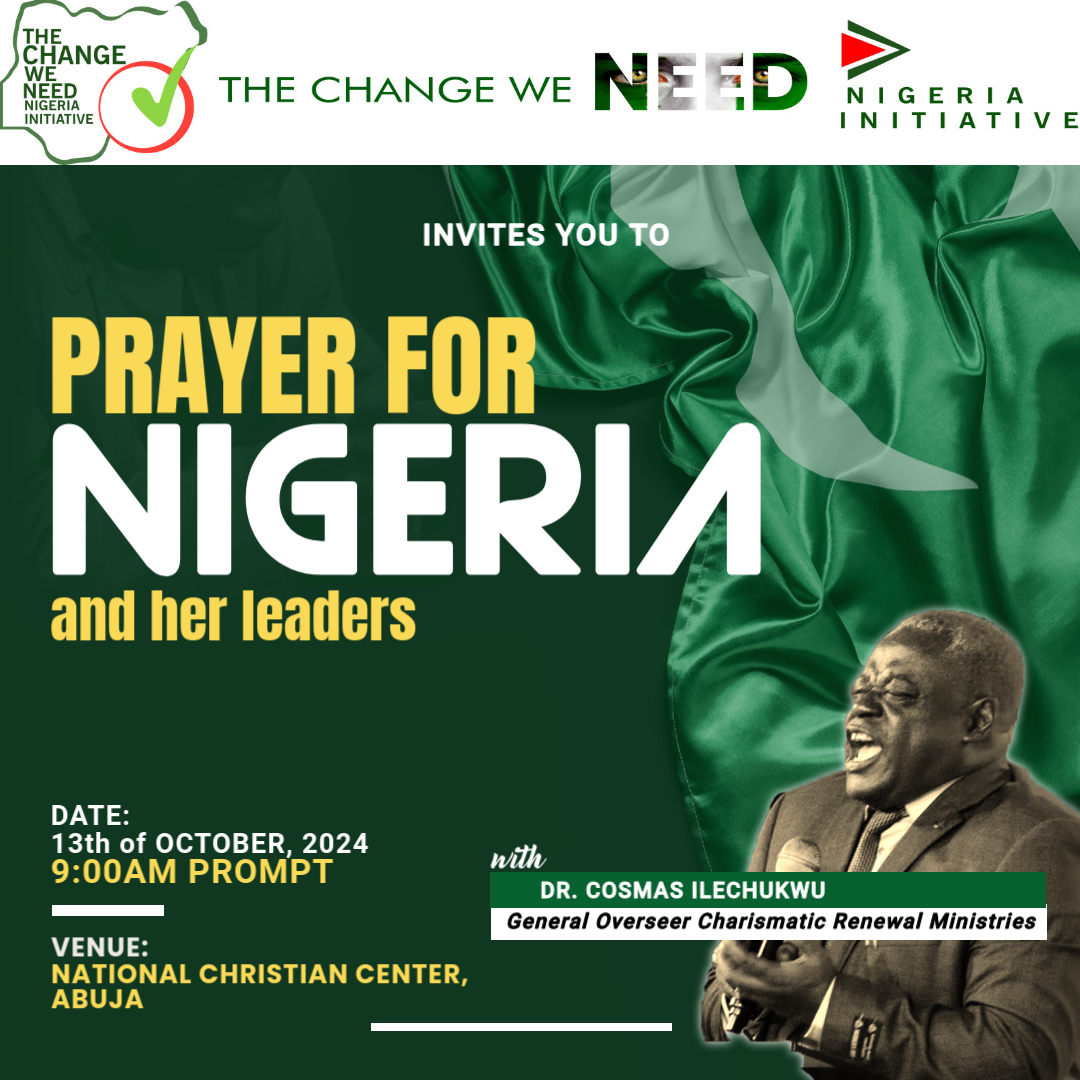 THE
CHANGE
WE
NEED
NIGERIA
INITIATIVE
THE CHANGE WE NEED
NIGERIA
INITIATIVE
INVITES YOU TO
PRAYER FOR
NIGERIA
and her leaders
DATE:
13th of OCTOBER, 2024
9:00AM PROMPT
VENUE:
NATIONAL CHRISTIAN CENTER,
ABUJA
with
DR. COSMAS ILECHUKWU
General Overseer Charismatic Renewal Ministries